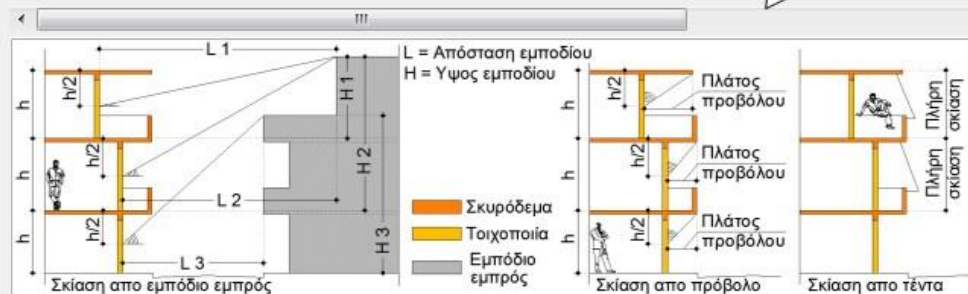 L 1
h/2
H 1
h
h/2
H 2
h
L 2
h/2
H 3
h
L 3
Σκίαση απο εμπόδιο εμπρός
L = Απόσταση εμποδίου
H = Υψος εμποδίου
Σκυρόδεμα
Τοιχοποιία
Εμπόδιο
εμπρός
h/2
Πλάτος
προβόλου
h
h/2
Πλάτος
προβόλου
h
h/2
Πλάτος
προβόλου
h
Σκίαση απο πρόβολο
h
Πλήρη
σκίαση
h
Πλήρη
σκίαση
h
Σκίαση απο τέντα